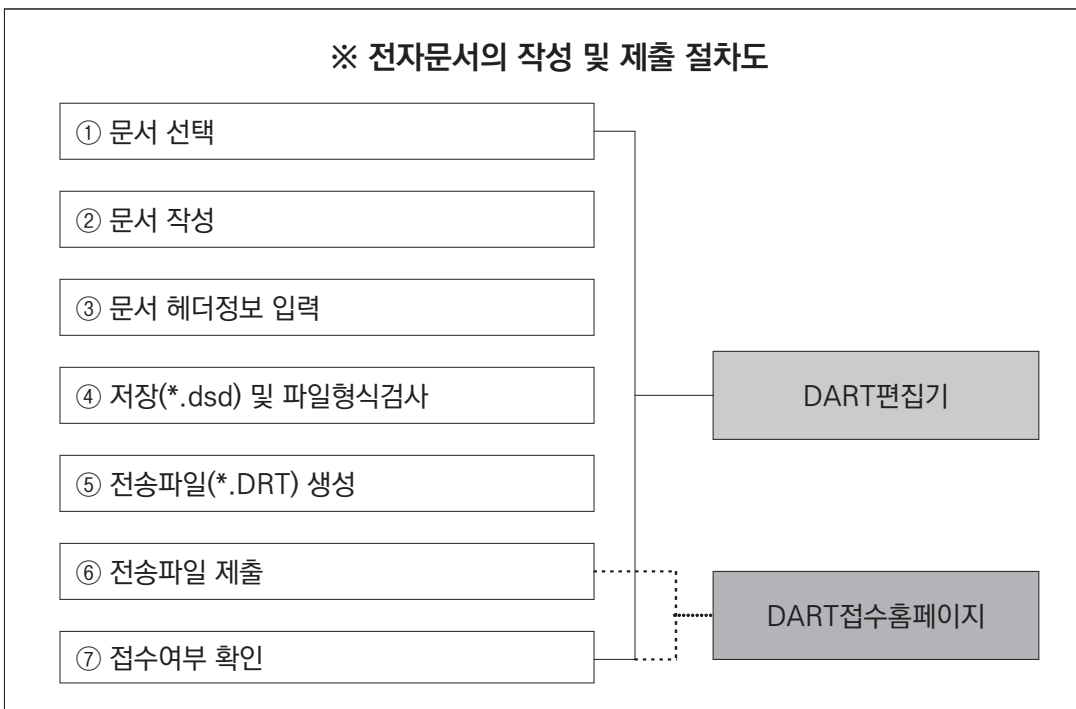 ※ 전자문서의 작성 및 제출 절차도
① 문서 선택
② 문서 작성
③ 문서 헤더정보 입력
④ 저장(*.dsd) 및 파일형식검사
DART편집기
⑤ 전송파일(*.DRT) 생성
⑥ 전송파일 제출
DART접수홈페이지
⑦ 접수여부 확인